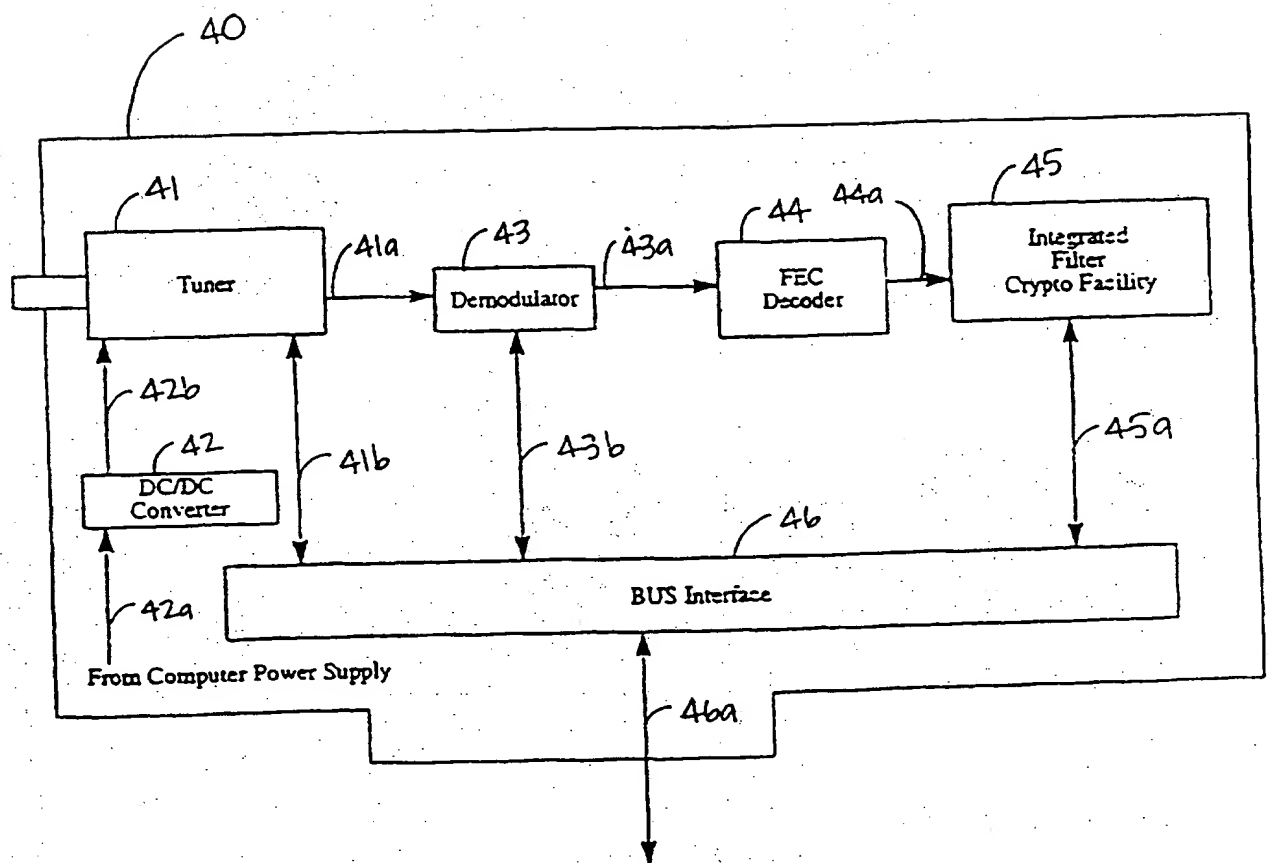 40
41
Tuner
41a
43
Demodulator
43a
44
FEC
Decoder
44a
45
Integrated
Filter
Crypto Facility
42b
42
DC/DC
Converter
41b
43b
45a
46
BUS Interface
42a
From Computer Power Supply
46a